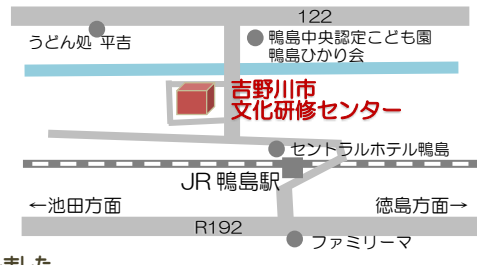 122
うどん処 平吉
鴨島中央認定こども園
鴨島ひかり会
吉野川市
文化研修センター
セントラルホテル鴨島
JR 鴨島駅
←池田方面
徳島方面→
R192
ファミリーマ
ました